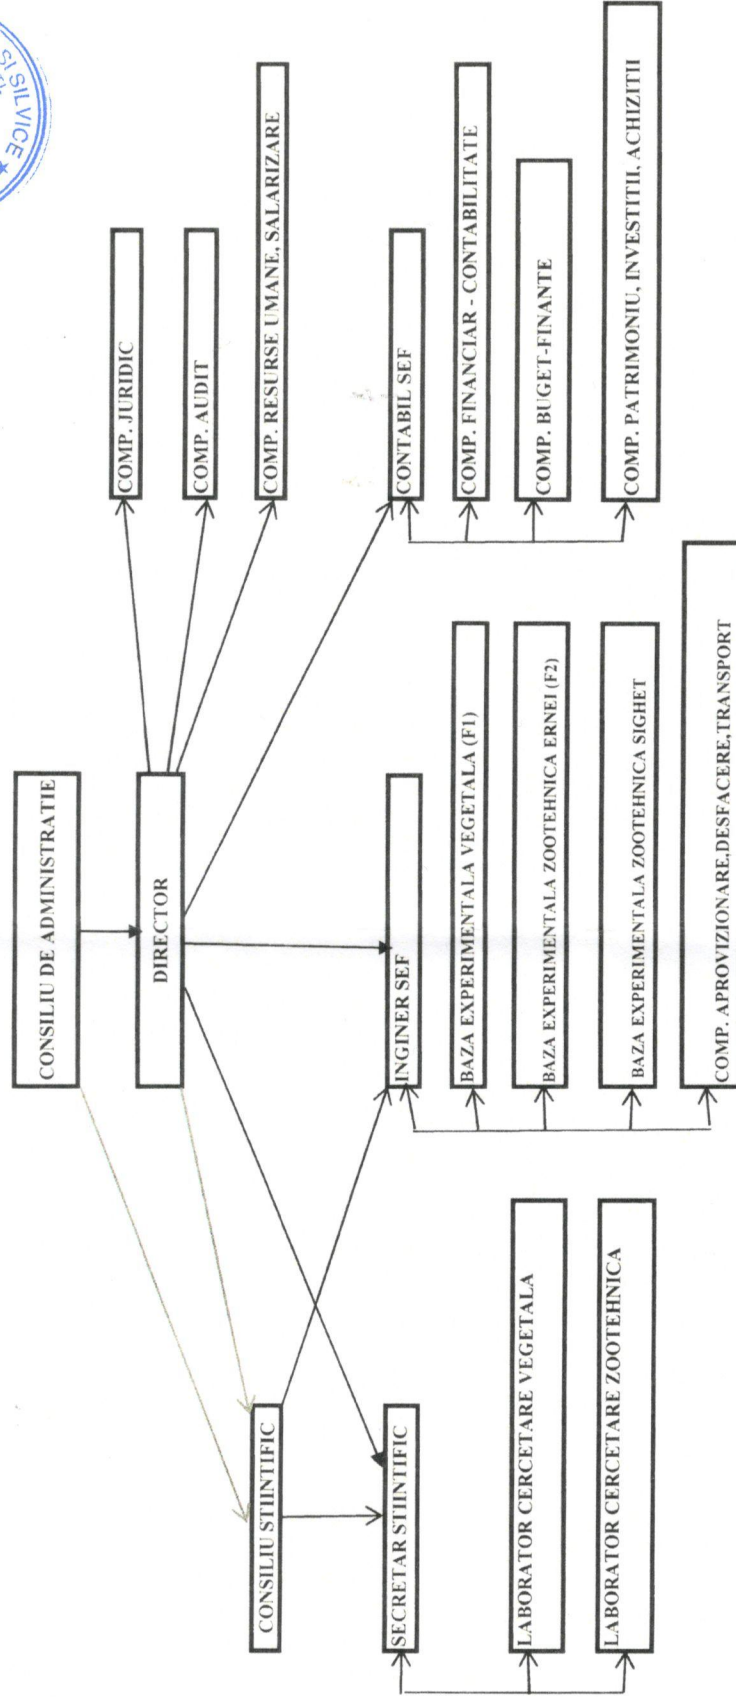 SI SILVICE ★
CONSILIU DE ADMINISTRATIE
DIRECTOR
COMP. JURIDIC
COMP. AUDIT
COMP. RESURSE UMANE, SALARIZARE
CONSILIU STIINTIFIC
SECRETAR STIINTIFIC
LABORATOR CERCETARE VEGETALA
LABORATOR CERCETARE ZOOTEHNICA
INGINER SEF
BAZA EXPERIMENTALA VEGETALA (F1)
BAZA EXPERIMENTALA ZOOTEHNICA ERNEI (F2)
BAZA EXPERIMENTALA ZOOTEHNICA SIGHET
COMP. APROVIZIONARE,DESFACERE,TRANSPORT
CONTABIL SEF
COMP. FINANCIAR - CONTABILITATE
COMP. BUGET-FINANTE
COMP. PATRIMONIU, INVESTITII, ACHIZITII